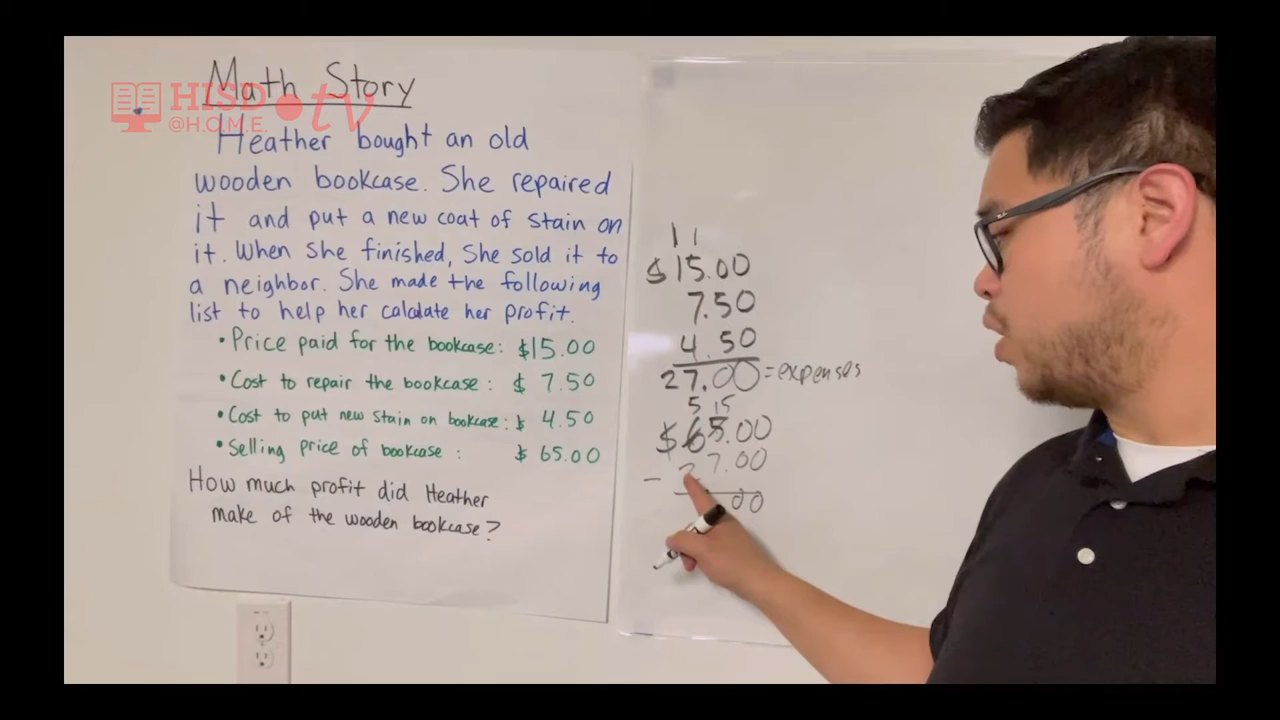 Math Story
HISD
@H.O.M.E.
tv
Heather bought an old
wooden bookcase. She repaired
it and put a new coat of stain on
it. When she finished, She sold it to
a neighbor. She made the following
list to help her calclate her profit.
• Price paid for the bookcase: $15.00
• Cost to repair the bookcase: $ 7.50
• Cost to put new stain on bookcase: $ 4.50
• Selling price of bookcase : $ 65.00
How much profit did Heather
make of the wooden bookcase?
1 1
$15.00
7.50
4.50
27.00 = expenses
5 15
$65.00
- 27.00
00